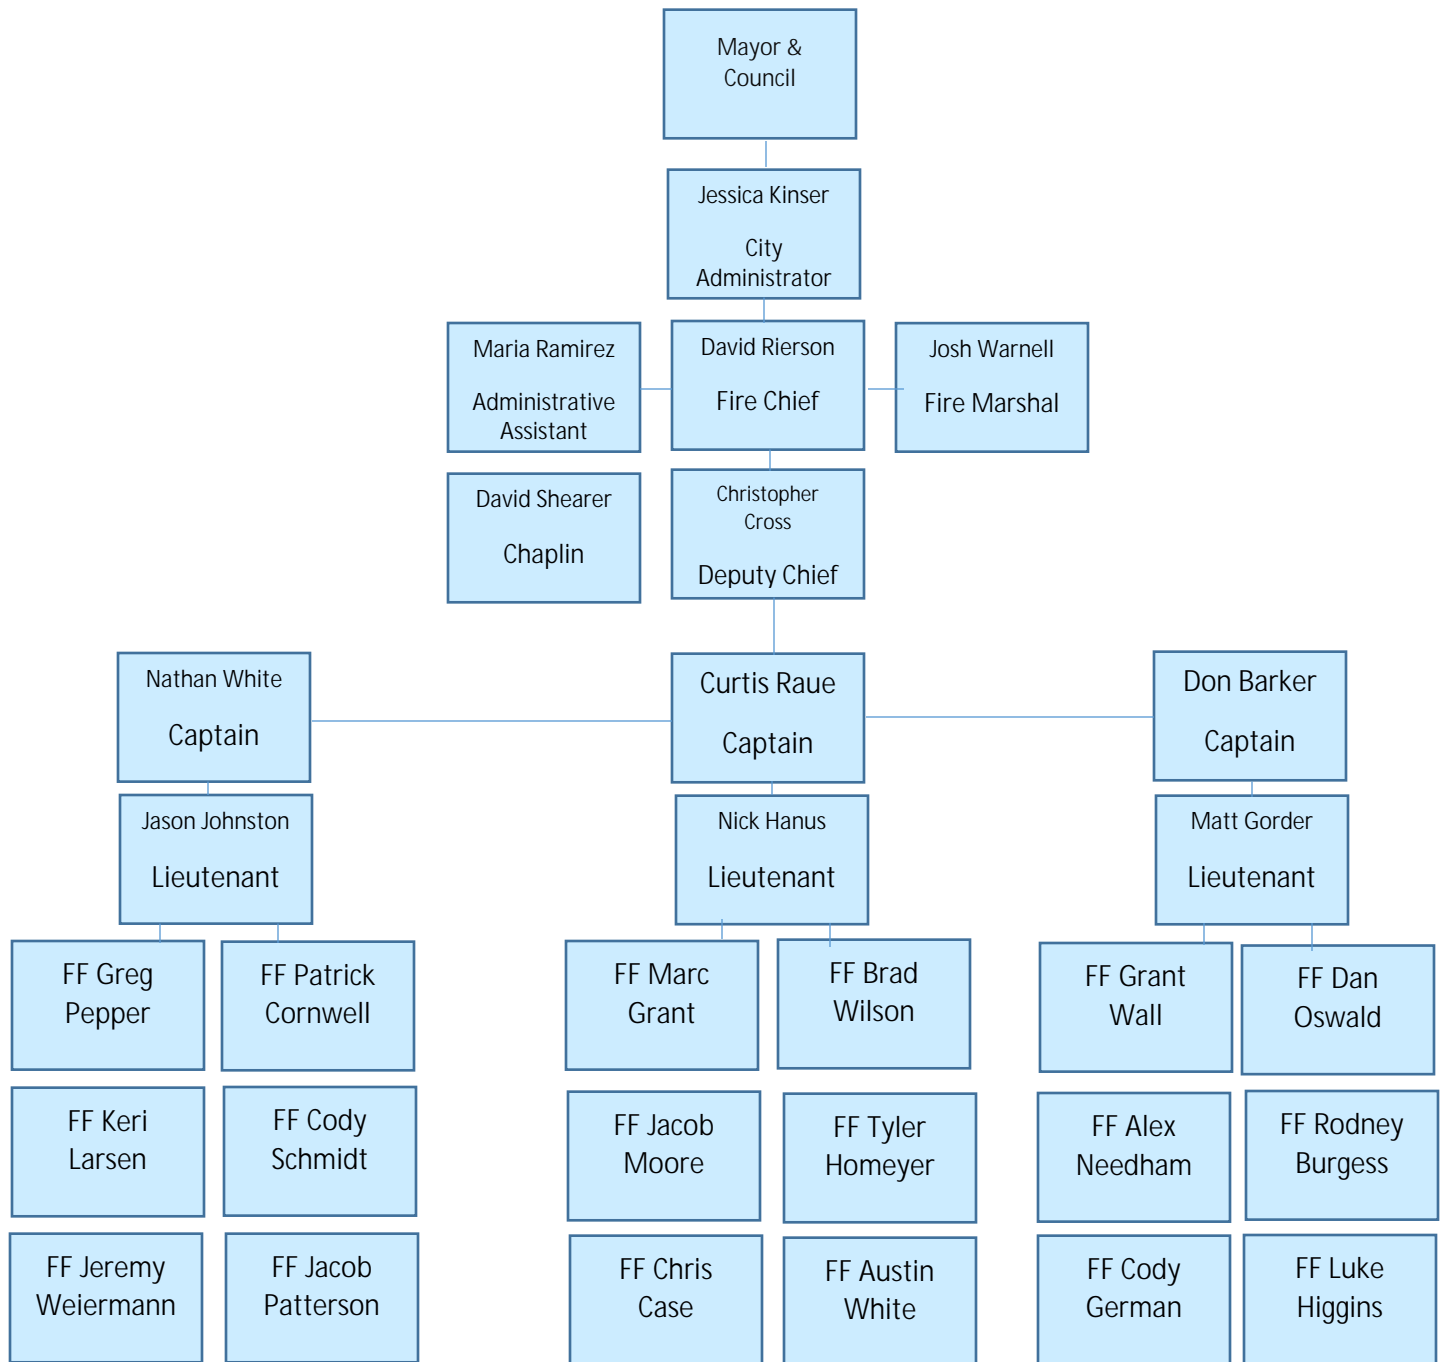 Mayor &
Council
Jessica Kinser
City
Administrator
Maria Ramirez
Administrative
Assistant
David Rierson
Fire Chief
Josh Warnell
Fire Marshal
David Shearer
Chaplin
Christopher
Cross
Deputy Chief
Nathan White
Captain
Curtis Raue
Captain
Don Barker
Captain
Jason Johnston
Lieutenant
Nick Hanus
Lieutenant
Matt Gorder
Lieutenant
FF Greg
Pepper
FF Patrick
Cornwell
FF Marc
Grant
FF Brad
Wilson
FF Grant
Wall
FF Dan
Oswald
FF Keri
Larsen
FF Cody
Schmidt
FF Jacob
Moore
FF Tyler
Homeyer
FF Alex
Needham
FF Rodney
Burgess
FF Jeremy
Weiermann
FF Jacob
Patterson
FF Chris
Case
FF Austin
White
FF Cody
German
FF Luke
Higgins